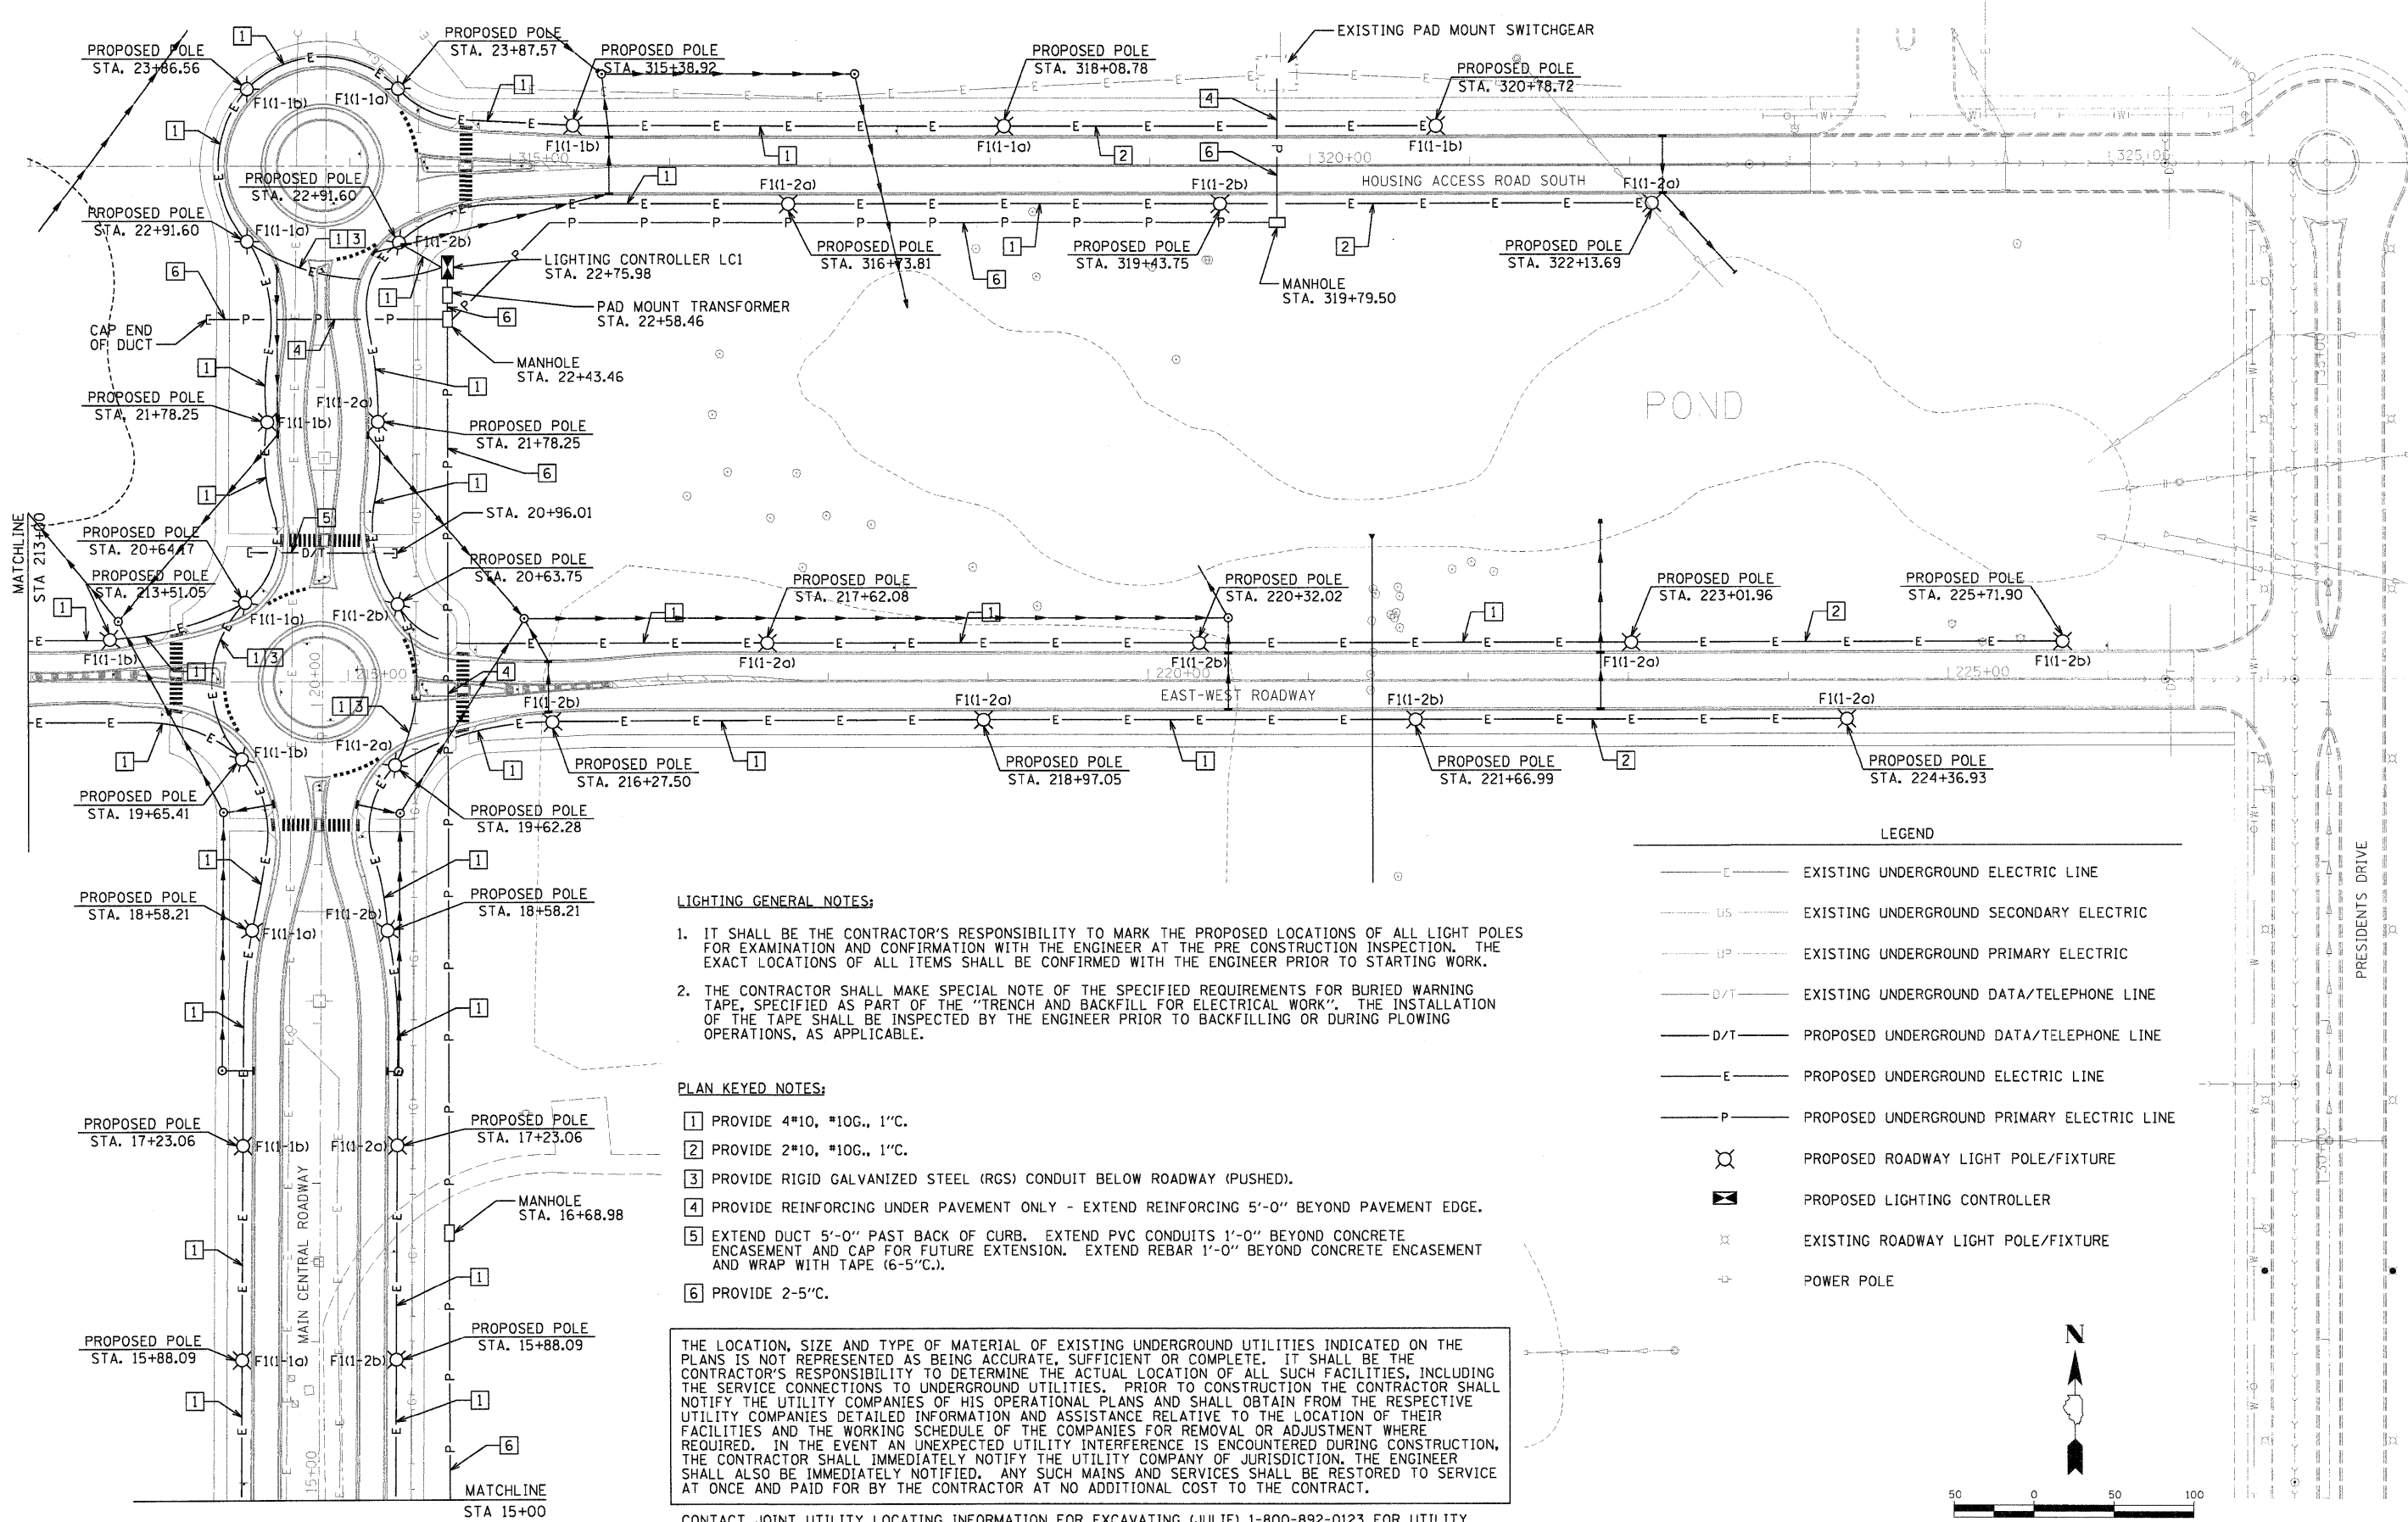 EXISTING PAD MOUNT SWITCHGEAR
PROPOSED POLE
STA. 23+86.56
PROPOSED POLE
STA. 23+87.57
PROPOSED POLE
STA. 315+38.92
PROPOSED POLE
STA. 318+08.78
PROPOSED POLE
STA. 320+78.72
F1(1-1b)
F1(1-1a)
F1(1-1b)
F1(1-1a)
F1(1-1b)
315+00
320+00
325+00
HOUSING ACCESS ROAD SOUTH
PROPOSED POLE
STA. 22+91.60
PROPOSED POLE
STA. 22+91.60
F1(1-1a)
F1(1-2b)
F1(1-2a)
F1(1-2b)
F1(1-2a)
PROPOSED POLE
STA. 316+73.81
PROPOSED POLE
STA. 319+43.75
PROPOSED POLE
STA. 322+13.69
LIGHTING CONTROLLER LC1
STA. 22+75.98
PAD MOUNT TRANSFORMER
STA. 22+58.46
MANHOLE
STA. 319+79.50
CAP END
OF DUCT
MANHOLE
STA. 22+43.46
PROPOSED POLE
STA. 21+78.25
F1(1-1b)
F1(1-2a)
PROPOSED POLE
STA. 21+78.25
POND
STA. 20+96.01
D/T
MATCHLINE
STA 213+00
PROPOSED POLE
STA. 20+64.17
PROPOSED POLE
STA. 213+51.05
PROPOSED POLE
STA. 20+63.75
PROPOSED POLE
STA. 217+62.08
PROPOSED POLE
STA. 220+32.02
PROPOSED POLE
STA. 223+01.96
PROPOSED POLE
STA. 225+71.90
F1(1-1a)
F1(1-2b)
F1(1-1b)
F1(1-2a)
F1(1-2b)
F1(1-2a)
F1(1-2b)
20+00
215+00
220+00
225+00
EAST-WEST ROADWAY
F1(1-2b)
F1(1-2a)
F1(1-2b)
F1(1-2a)
F1(1-1b)
F1(1-2a)
PROPOSED POLE
STA. 216+27.50
PROPOSED POLE
STA. 218+97.05
PROPOSED POLE
STA. 221+66.99
PROPOSED POLE
STA. 224+36.93
PROPOSED POLE
STA. 19+65.41
PROPOSED POLE
STA. 19+62.28
PROPOSED POLE
STA. 18+58.21
F1(1-1a)
F1(1-2b)
PROPOSED POLE
STA. 18+58.21
PROPOSED POLE
STA. 17+23.06
F1(1-1b)
F1(1-2a)
PROPOSED POLE
STA. 17+23.06
MANHOLE
STA. 16+68.98
MAIN CENTRAL ROADWAY
PROPOSED POLE
STA. 15+88.09
F1(1-1a)
F1(1-2b)
PROPOSED POLE
STA. 15+88.09
15+00
MATCHLINE
STA 15+00
LIGHTING GENERAL NOTES:
1. IT SHALL BE THE CONTRACTOR'S RESPONSIBILITY TO MARK THE PROPOSED LOCATIONS OF ALL LIGHT POLES
FOR EXAMINATION AND CONFIRMATION WITH THE ENGINEER AT THE PRE CONSTRUCTION INSPECTION. THE
EXACT LOCATIONS OF ALL ITEMS SHALL BE CONFIRMED WITH THE ENGINEER PRIOR TO STARTING WORK.
2. THE CONTRACTOR SHALL MAKE SPECIAL NOTE OF THE SPECIFIED REQUIREMENTS FOR BURIED WARNING
TAPE, SPECIFIED AS PART OF THE "TRENCH AND BACKFILL FOR ELECTRICAL WORK". THE INSTALLATION
OF THE TAPE SHALL BE INSPECTED BY THE ENGINEER PRIOR TO BACKFILLING OR DURING PLOWING
OPERATIONS, AS APPLICABLE.
PLAN KEYED NOTES:
1 PROVIDE 4#10, #10G., 1"C.
2 PROVIDE 2#10, #10G., 1"C.
3 PROVIDE RIGID GALVANIZED STEEL (RGS) CONDUIT BELOW ROADWAY (PUSHED).
4 PROVIDE REINFORCING UNDER PAVEMENT ONLY - EXTEND REINFORCING 5'-0" BEYOND PAVEMENT EDGE.
5 EXTEND DUCT 5'-0" PAST BACK OF CURB. EXTEND PVC CONDUITS 1'-0" BEYOND CONCRETE
ENCASEMENT AND CAP FOR FUTURE EXTENSION. EXTEND REBAR 1'-0" BEYOND CONCRETE ENCASEMENT
AND WRAP WITH TAPE (6-5"C.).
6 PROVIDE 2-5"C.
THE LOCATION, SIZE AND TYPE OF MATERIAL OF EXISTING UNDERGROUND UTILITIES INDICATED ON THE
PLANS IS NOT REPRESENTED AS BEING ACCURATE, SUFFICIENT OR COMPLETE. IT SHALL BE THE
CONTRACTOR'S RESPONSIBILITY TO DETERMINE THE ACTUAL LOCATION OF ALL SUCH FACILITIES, INCLUDING
THE SERVICE CONNECTIONS TO UNDERGROUND UTILITIES. PRIOR TO CONSTRUCTION THE CONTRACTOR SHALL
NOTIFY THE UTILITY COMPANIES OF HIS OPERATIONAL PLANS AND SHALL OBTAIN FROM THE RESPECTIVE
UTILITY COMPANIES DETAILED INFORMATION AND ASSISTANCE RELATIVE TO THE LOCATION OF THEIR
FACILITIES AND THE WORKING SCHEDULE OF THE COMPANIES FOR REMOVAL OR ADJUSTMENT WHERE
REQUIRED. IN THE EVENT AN UNEXPECTED UTILITY INTERFERENCE IS ENCOUNTERED DURING CONSTRUCTION,
THE CONTRACTOR SHALL IMMEDIATELY NOTIFY THE UTILITY COMPANY OF JURISDICTION. THE ENGINEER
SHALL ALSO BE IMMEDIATELY NOTIFIED. ANY SUCH MAINS AND SERVICES SHALL BE RESTORED TO SERVICE
AT ONCE AND PAID FOR BY THE CONTRACTOR AT NO ADDITIONAL COST TO THE CONTRACT.
CONTACT JOINT UTILITY LOCATING INFORMATION FOR EXCAVATING (JULIE) 1-800-892-0123 FOR UTILITY
LEGEND
E EXISTING UNDERGROUND ELECTRIC LINE
US EXISTING UNDERGROUND SECONDARY ELECTRIC
UP EXISTING UNDERGROUND PRIMARY ELECTRIC
D/T EXISTING UNDERGROUND DATA/TELEPHONE LINE
D/T PROPOSED UNDERGROUND DATA/TELEPHONE LINE
E PROPOSED UNDERGROUND ELECTRIC LINE
P PROPOSED UNDERGROUND PRIMARY ELECTRIC LINE
PROPOSED ROADWAY LIGHT POLE/FIXTURE
PROPOSED LIGHTING CONTROLLER
EXISTING ROADWAY LIGHT POLE/FIXTURE
POWER POLE
PRESIDENTS DRIVE
N
50 0 50 100